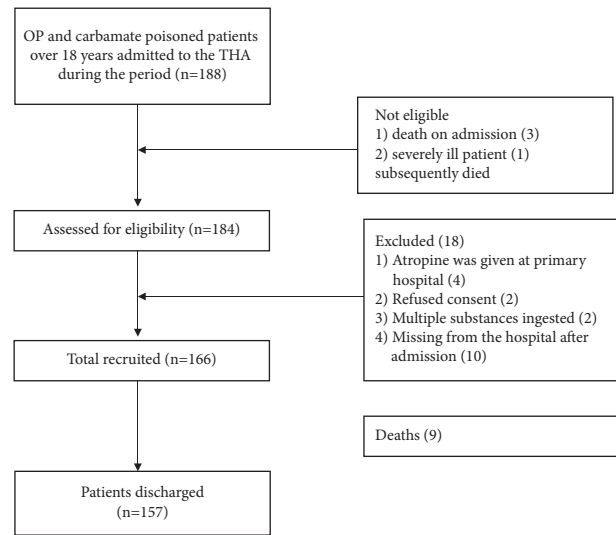 OP and carbamate poisoned patients
over 18 years admitted to the THA
during the period (n=188)
Not eligible
1) death on admission (3)
2) severely ill patient (1)
subsequently died
Assessed for eligibility (n=184)
Excluded (18)
1) Atropine was given at primary
hospital (4)
2) Refused consent (2)
3) Multiple substances ingested (2)
4) Missing from the hospital after
admission (10)
Total recruited (n=166)
Deaths (9)
Patients discharged
(n=157)